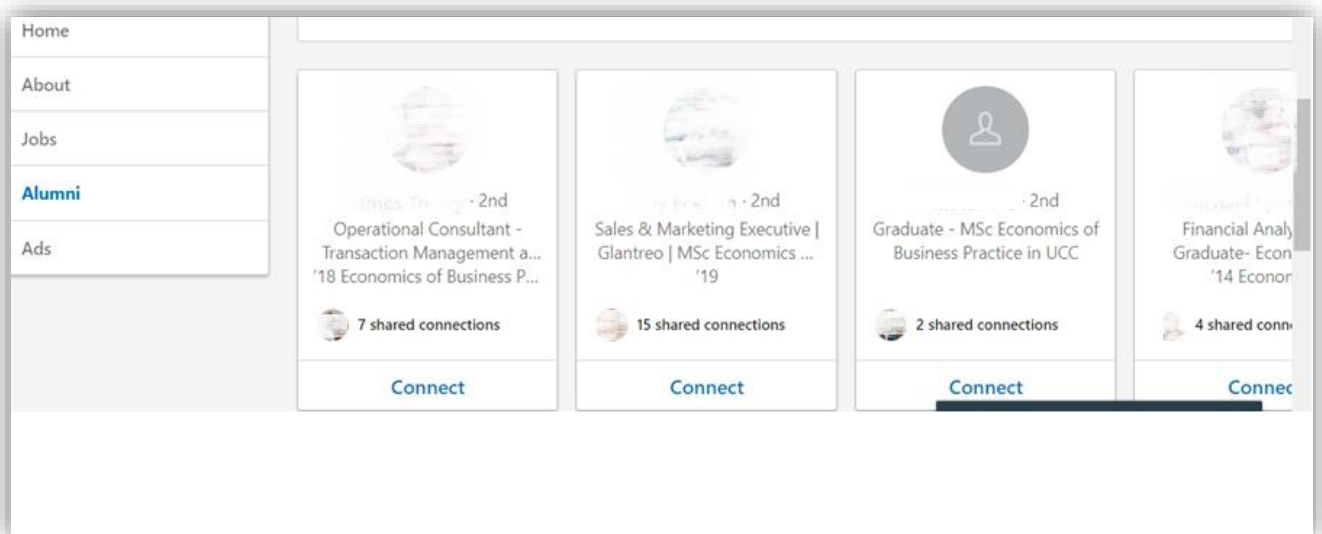 Home
About
Jobs
Alumni
Ads
· 2nd
Operational Consultant -
Transaction Management a...
'18 Economics of Business P...
7 shared connections
Connect
· 2nd
Sales & Marketing Executive |
Glantreo | MSc Economics ...
'19
15 shared connections
Connect
· 2nd
Graduate - MSc Economics of
Business Practice in UCC
2 shared connections
Connect
Financial Analy
Graduate- Econ
'14 Econor
4 shared conn
Connec